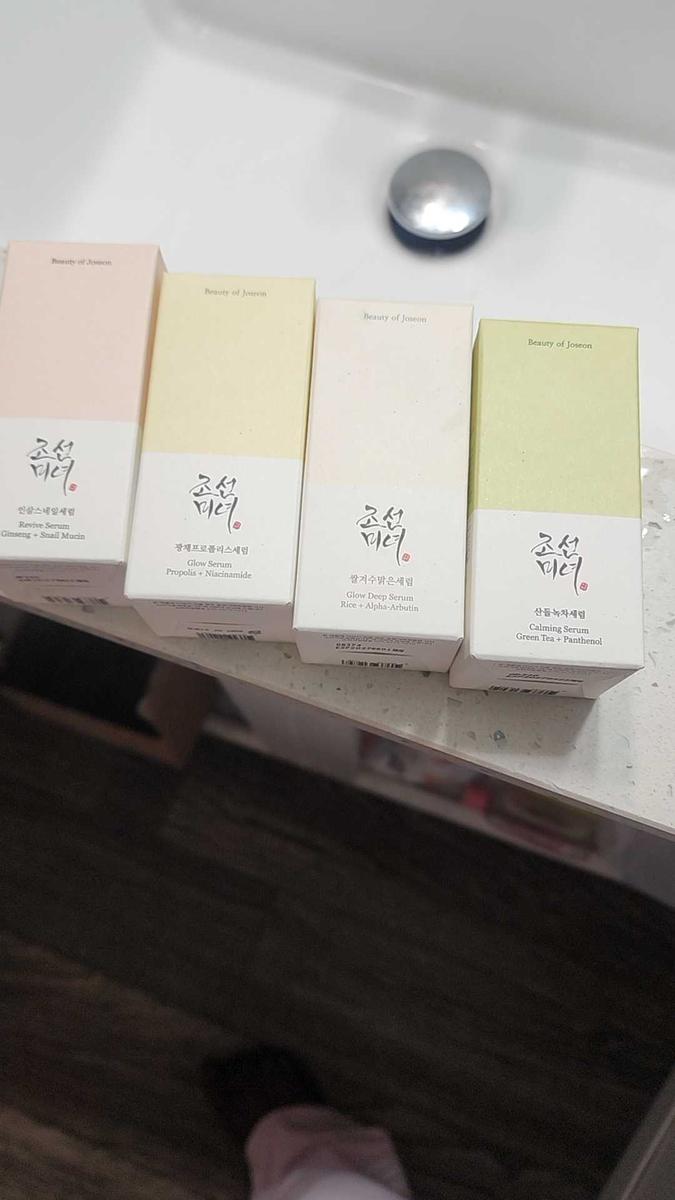 Beauty of Joseon
조선
미녀
인삼스네일세럼
Revive Serum
Ginseng + Snail Mucin
Beauty of Joseon
조선
미녀
광채프로폴리스세럼
Glow Serum
Propolis + Niacinamide
Beauty of Joseon
조선
미녀
쌀겨수맑은세럼
Glow Deep Serum
Rice + Alpha-Arbutin
Beauty of Joseon
조선
미녀
산들녹차세럼
Calming Serum
Green Tea + Panthenol